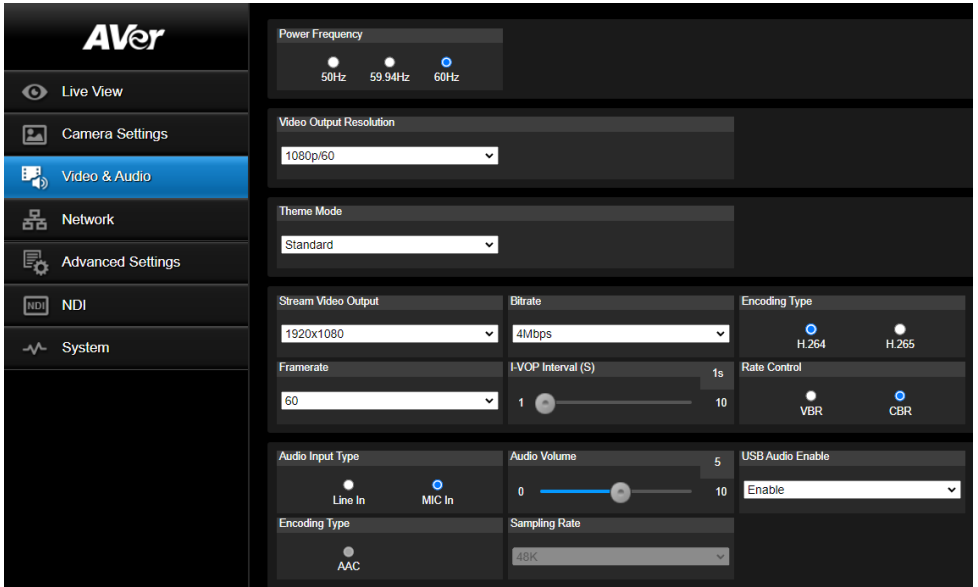 AVer
Live View
Camera Settings
Video & Audio
Network
Advanced Settings
NDI NDI
System
Power Frequency
50Hz 59.94Hz 60Hz
Video Output Resolution
1080p/60
Theme Mode
Standard
Stream Video Output Bitrate Encoding Type
1920x1080 4Mbps H.264 H.265
Framerate I-VOP Interval (S) 1s Rate Control
60 1 10 VBR CBR
Audio Input Type Audio Volume 5 USB Audio Enable
Line In MIC In 0 10 Enable
Encoding Type Sampling Rate
AAC 48K